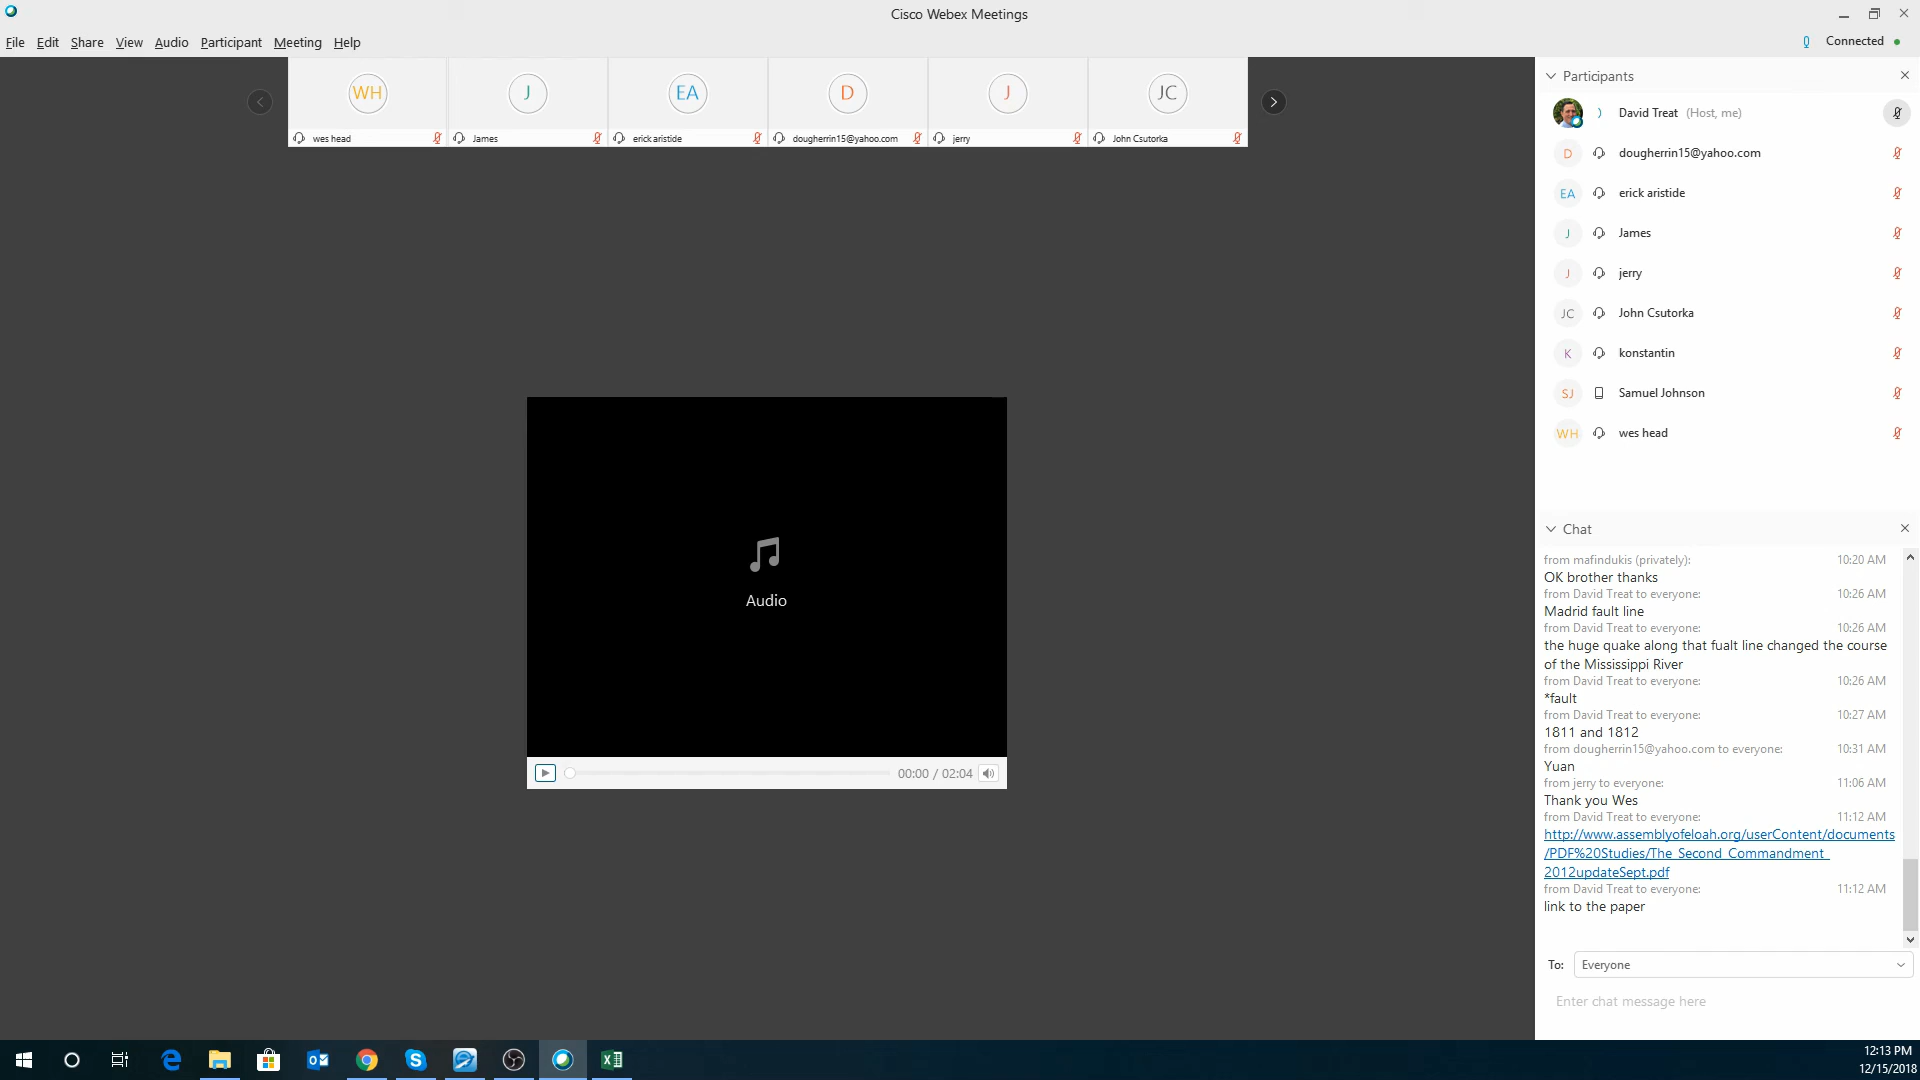 Cisco Webex Meetings
File Edit Share View Audio Participant Meeting Help
Connected
WH J EA D J JC
wes head James erick aristide dougherrin15@yahoo.com jerry John Csutorka
Participants
David Treat (Host, me)
D dougherrin15@yahoo.com
EA erick aristide
J James
J jerry
JC John Csutorka
K konstantin
SJ Samuel Johnson
WH wes head
Audio
00:00 / 02:04
Chat
from mafindukis (privately): 10:20 AM
OK brother thanks
from David Treat to everyone: 10:26 AM
Madrid fault line
from David Treat to everyone: 10:26 AM
the huge quake along that fualt line changed the course
of the Mississippi River
from David Treat to everyone: 10:26 AM
*fault
from David Treat to everyone: 10:27 AM
1811 and 1812
from dougherrin15@yahoo.com to everyone: 10:31 AM
Yuan
from jerry to everyone: 11:06 AM
Thank you Wes
from David Treat to everyone: 11:12 AM
http://www.assemblyofeloah.org/userContent/documents
/PDF%20Studies/The_Second_Commandment_
2012updateSept.pdf
from David Treat to everyone: 11:12 AM
link to the paper
To: Everyone
Enter chat message here
12:13 PM
12/15/2018